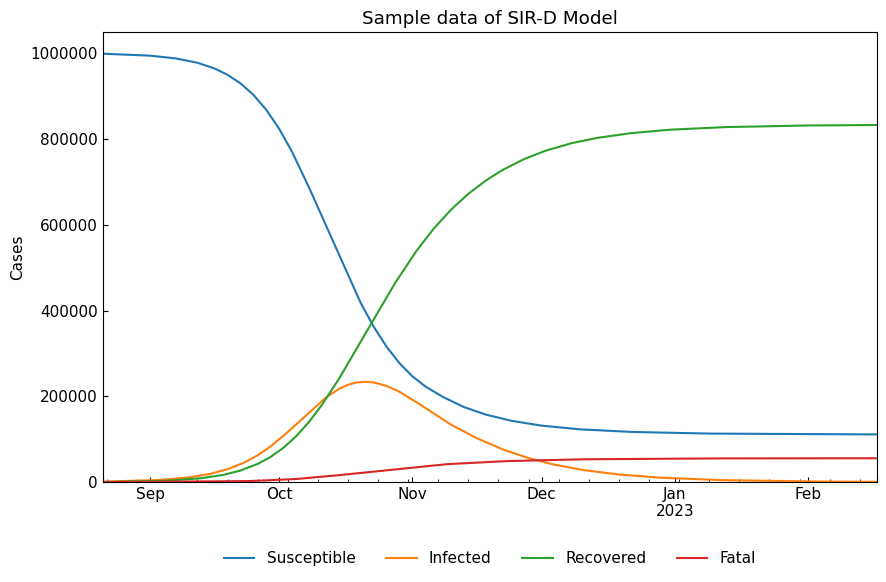 Sample data of SIR-D Model
1000000
800000
600000
400000
200000
0
Cases
Sep Oct Nov Dec Jan Feb
2023
Susceptible Infected Recovered Fatal